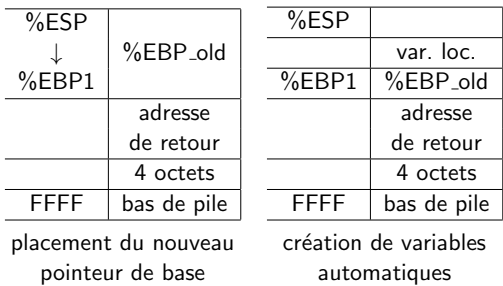 %ESP
↓ %EBP_old
%EBP1
adresse
de retour
4 octets
FFFF bas de pile
placement du nouveau
pointeur de base
%ESP
var. loc.
%EBP1 %EBP_old
adresse
de retour
4 octets
FFFF bas de pile
création de variables
automatiques